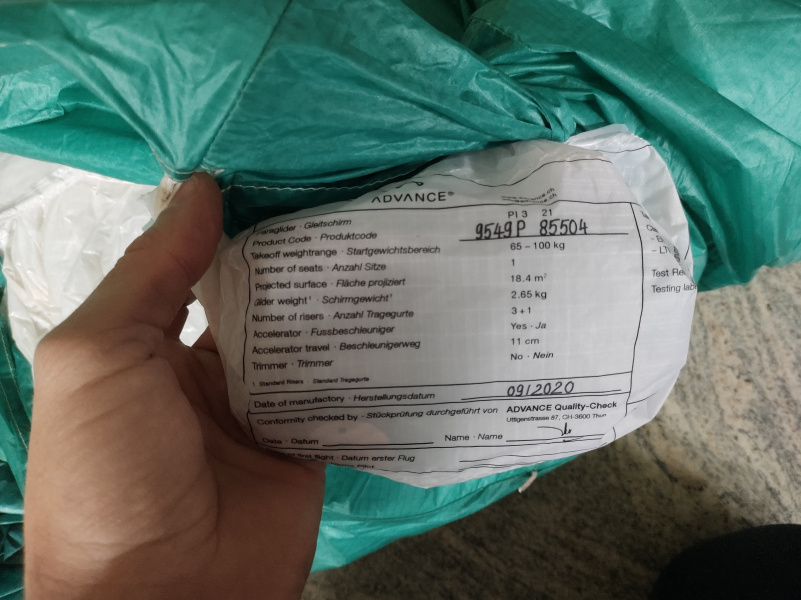 ADVANCE®
Paraglider · Gleitschirm PI 3 21
Product Code · Produktcode 9549P 85504
Takeoff weightrange · Startgewichtsbereich 65 – 100 kg
Number of seats · Anzahl Sitze 1
Projected surface · Fläche projiziert 18.4 m²
Glider weight¹ · Schirmgewicht¹ 2.65 kg
Number of risers · Anzahl Tragegurte 3 + 1
Accelerator · Fussbeschleuniger Yes · Ja
Accelerator travel · Beschleunigerweg 11 cm
Trimmer · Trimmer No · Nein
1 Standard Risers Standard Tragegurte
Date of manufactory · Herstellungsdatum 09/2020
Conformity checked by · Stückprüfung durchgeführt von ADVANCE Quality-Check
Uttigenstrasse 87, CH-3600 Thun
Date · Datum Name · Name
first flight · Datum erster Flug
Test
Testing